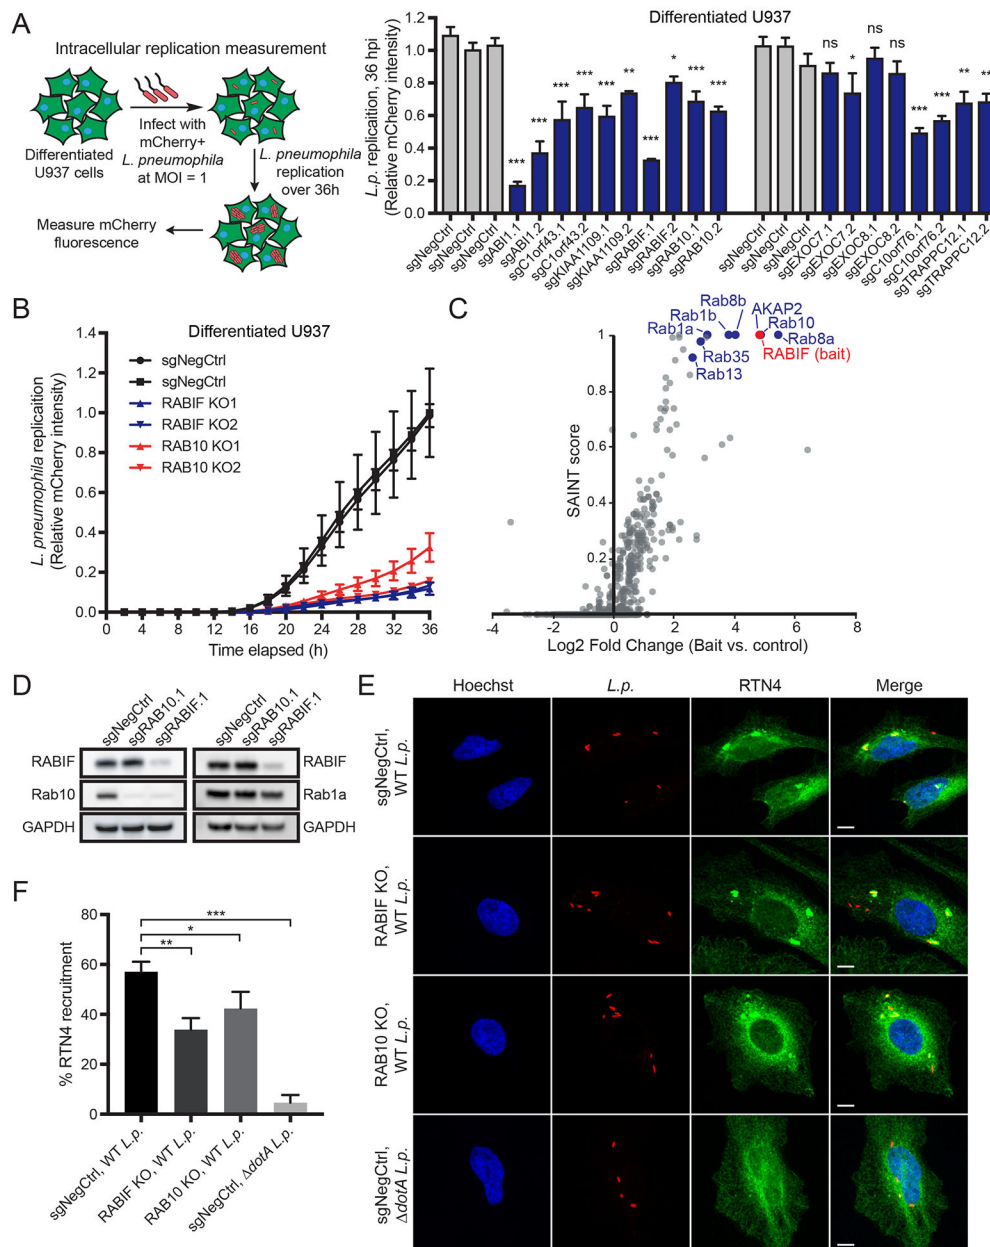 A
Intracellular replication measurement
Differentiated
U937 cells
Infect with
mCherry+
L. pneumophila
at MOI = 1
L. pneumophila
replication
over 36h
Measure mCherry
fluorescence
Differentiated U937
L.p. replicaition, 36 hpi
(Relative mCherry intensity)
1.2
1.0
0.8
0.6
0.4
0.2
0.0
*** *** *** *** *** ** *** * *** ***
ns * ns ns *** *** ** **
sgNegCtrl
sgNegCtrl
sgNegCtrl
sgABI1.1
sgABI1.2
sgC1orf43.1
sgC1orf43.2
sgKIAA1109.1
sgKIAA1109.2
sgRABIF.1
sgRABIF.2
sgRAB10.1
sgRAB10.2
sgNegCtrl
sgNegCtrl
sgNegCtrl
sgEXOC7.1
sgEXOC7.2
sgEXOC8.1
sgEXOC8.2
sgC10orf76.1
sgC10orf76.2
sgTRAPPC12.1
sgTRAPPC12.2
B
Differentiated U937
L. pneumophila replicaition
(Relative mCherry intensity)
1.4
1.2
1.0
0.8
0.6
0.4
0.2
0.0
sgNegCtrl
sgNegCtrl
RABIF KO1
RABIF KO2
RAB10 KO1
RAB10 KO2
0 2 4 6 8 12 16 20 24 28 32 36
Time elapsed (h)
C
SAINT score
1
0.8
0.6
0.4
0.2
Rab8b
Rab1b
AKAP2
Rab1a
Rab10
Rab8a
RABIF (bait)
Rab35
Rab13
-4 -2 0 2 4 6 8
Log2 Fold Change (Bait vs. control)
D
sgNegCtrl
sgRAB10.1
sgRABIF.1
sgNegCtrl
sgRAB10.1
sgRABIF.1
RABIF
RABIF
Rab10
Rab1a
GAPDH
GAPDH
E
Hoechst
L.p.
RTN4
Merge
sgNegCtrl,
WT L.p.
RABIF KO,
WT L.p.
RAB10 KO,
WT L.p.
sgNegCtrl,
ΔdotA L.p.
F
% RTN4 recruitment
80
60
40
20
0
***
*
**
sgNegCtrl, WT L.p.
RABIF KO, WT L.p.
RAB10 KO, WT L.p.
sgNegCtrl, ΔdotA L.p.